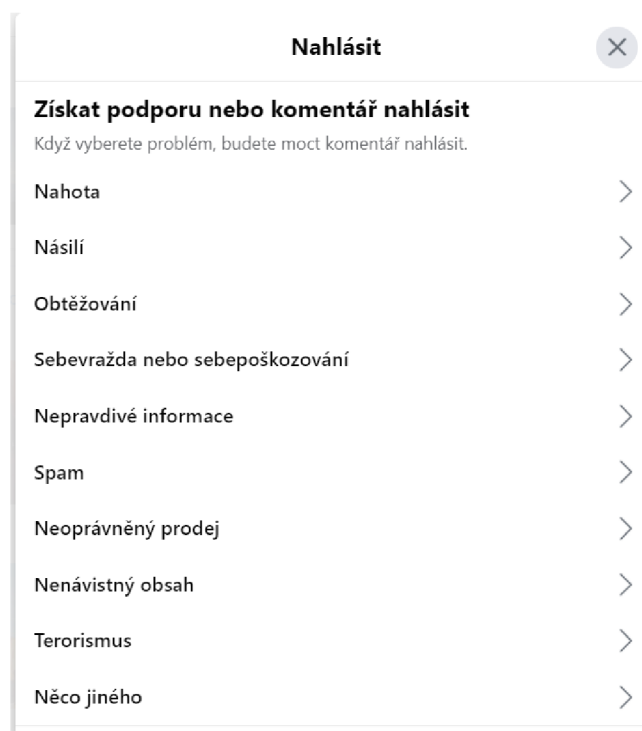 Nahlásit
Získat podporu nebo komentář nahlásit
Když vyberete problém, budete moct komentář nahlásit.
Nahota
Násilí
Obtěžování
Sebevražda nebo sebepoškozování
Nepravdivé informace
Spam
Neoprávněný prodej
Nenávistný obsah
Terorismus
Něco jiného